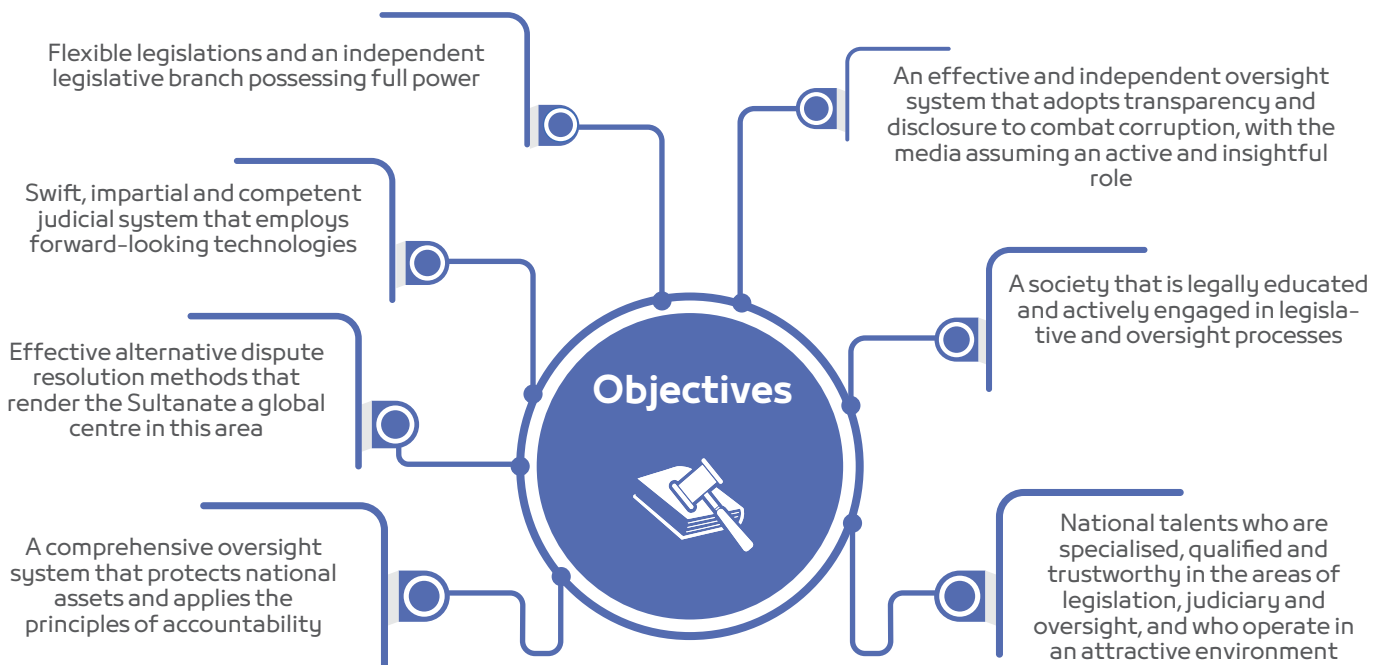 Flexible legislations and an independent
legislative branch possessing full power
Swift, impartial and competent
judicial system that employs
forward-looking technologies
Effective alternative dispute
resolution methods that
render the Sultanate a global
centre in this area
A comprehensive oversight
system that protects national
assets and applies the
principles of accountability
Objectives
An effective and independent oversight
system that adopts transparency and
disclosure to combat corruption, with the
media assuming an active and insightful
role
A society that is legally educated
and actively engaged in legisla-
tive and oversight processes
National talents who are
specialised, qualified and
trustworthy in the areas of
legislation, judiciary and
oversight, and who operate in
an attractive environment